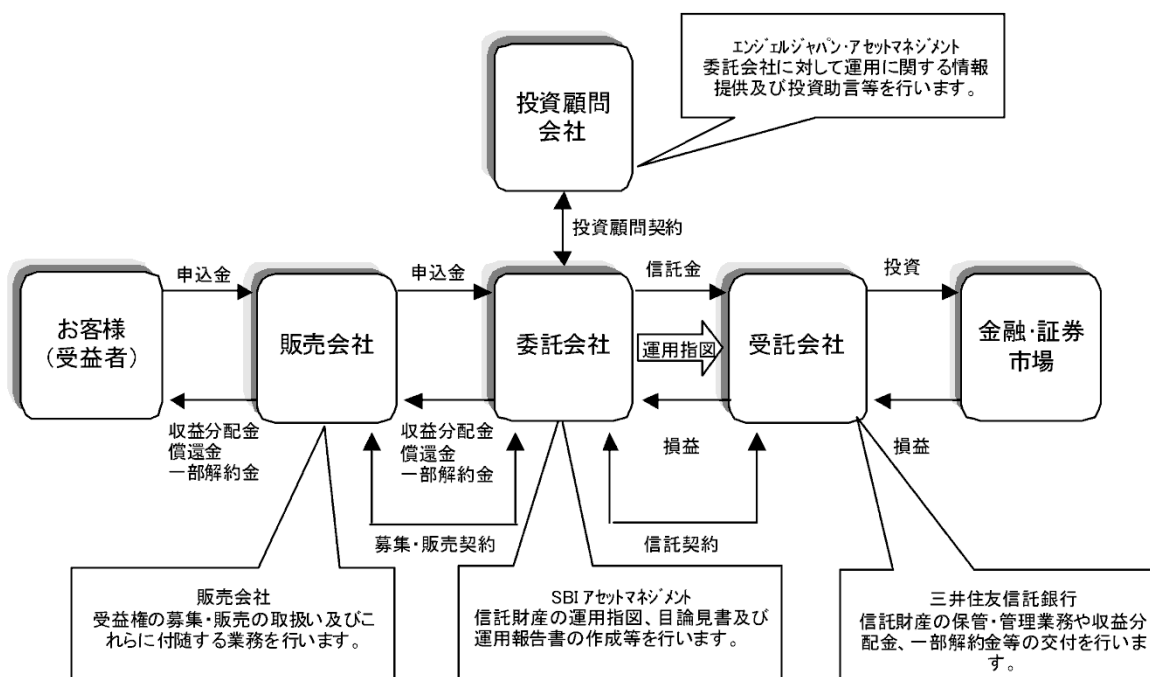 エンジェルジャパン・アセットマネジメント
委託会社に対して運用に関する情報
提供及び投資助言等を行います。
投資顧問
会社
投資顧問契約
申込金
申込金
信託金
投資
お客様
（受益者）
販売会社
委託会社
運用指図
受託会社
金融・証券
市場
収益分配金
償還金
一部解約金
収益分配金
償還金
一部解約金
損益
損益
募集・販売契約
信託契約
販売会社
受益権の募集・販売の取扱い及びこ
れらに付随する業務を行います。
SBIアセットマネジメント
信託財産の運用指図、目論見書及び
運用報告書の作成等を行います。
三井住友信託銀行
信託財産の保管・管理業務や収益分
配金、一部解約金等の交付を行いま
す。